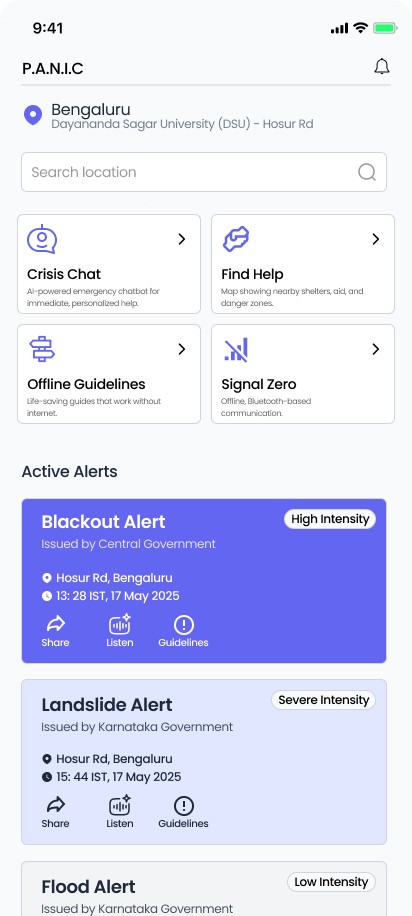 9:41
P.A.N.I.C
Bengaluru
Dayananda Sagar University (DSU) - Hosur Rd
Search location
Crisis Chat
AI-powered emergency chatbot for
immediate, personalized help.
Find Help
Map showing nearby shelters, aid, and
danger zones.
Offline Guidelines
Life-saving guides that work without
internet.
Signal Zero
Offline, Bluetooth-based
communication.
Active Alerts
Blackout Alert
High Intensity
Issued by Central Government
Hosur Rd, Bengaluru
13: 28 IST, 17 May 2025
Share Listen Guidelines
Landslide Alert
Severe Intensity
Issued by Karnataka Government
Hosur Rd, Bengaluru
15: 44 IST, 17 May 2025
Share Listen Guidelines
Flood Alert
Low Intensity
Issued by Karnataka Government